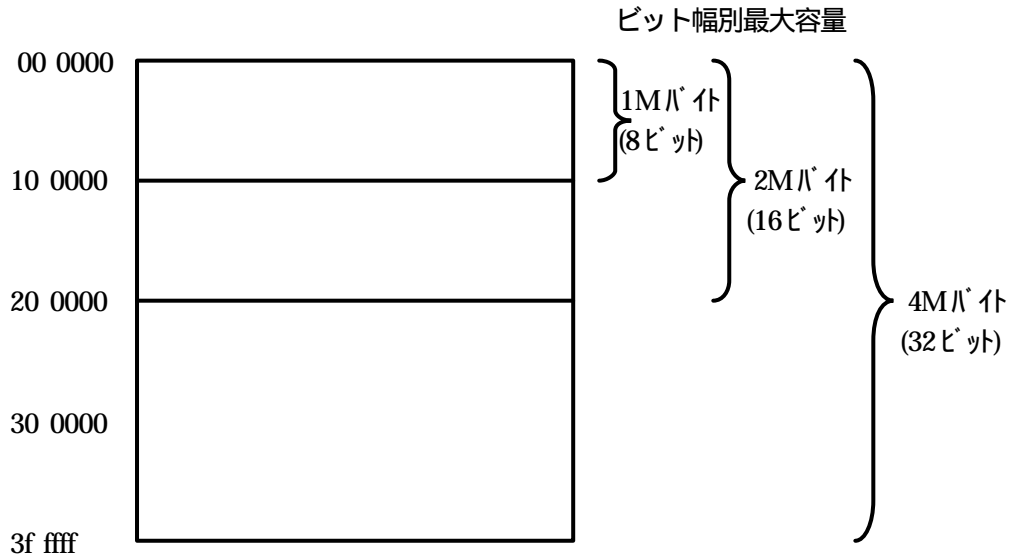 ビット幅別最大容量
00 0000
1Mﾊﾞｲﾄ
(8ﾋﾞｯﾄ)
10 0000
2Mﾊﾞｲﾄ
(16ﾋﾞｯﾄ)
20 0000
4Mﾊﾞｲﾄ
(32ﾋﾞｯﾄ)
30 0000
3f ffff